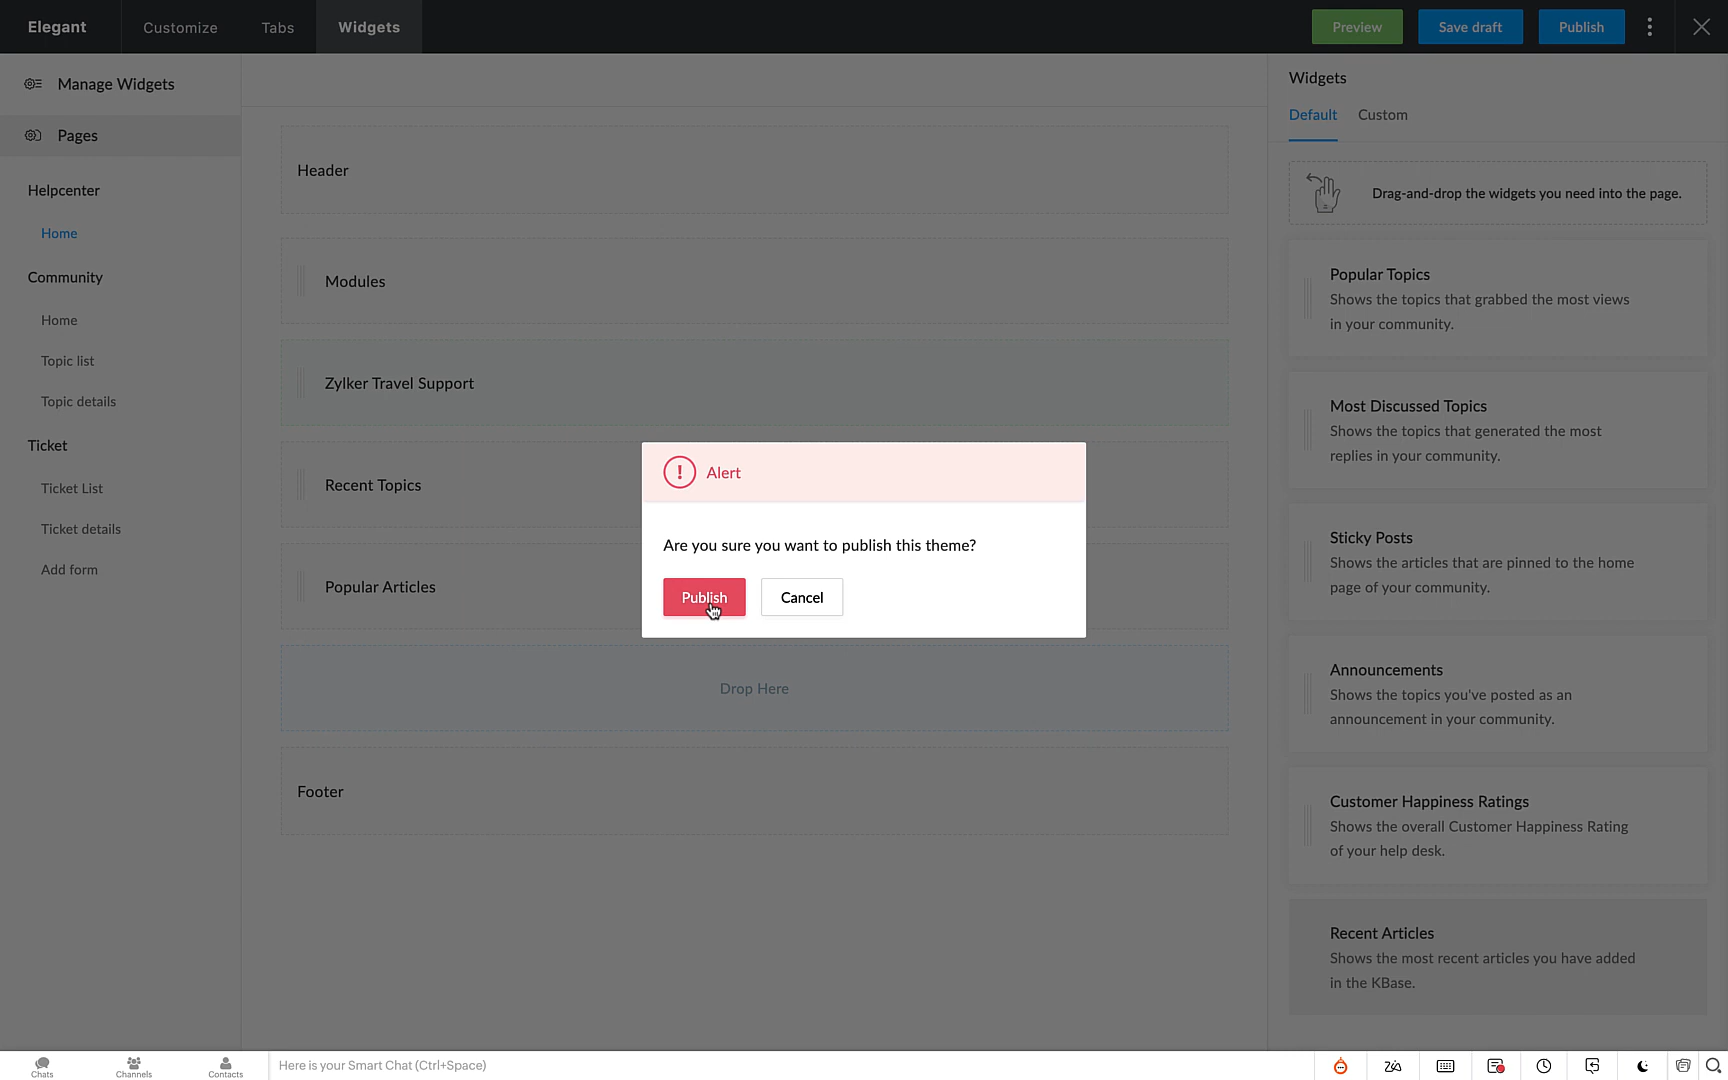 Elegant
Customize
Tabs
Widgets
Preview
Save draft
Publish
Manage Widgets
Pages
Helpcenter
Home
Community
Home
Topic list
Topic details
Ticket
Ticket List
Ticket details
Add form
Header
Modules
Zylker Travel Support
Recent Topics
Popular Articles
Drop Here
Footer
Alert
Are you sure you want to publish this theme?
Publish
Cancel
Widgets
Default
Custom
Drag-and-drop the widgets you need into the page.
Popular Topics
Shows the topics that grabbed the most views
in your community.
Most Discussed Topics
Shows the topics that generated the most
replies in your community.
Sticky Posts
Shows the articles that are pinned to the home
page of your community.
Announcements
Shows the topics you've posted as an
announcement in your community.
Customer Happiness Ratings
Shows the overall Customer Happiness Rating
of your help desk.
Recent Articles
Shows the most recent articles you have added
in the KBase.
Chats
Channels
Contacts
Here is your Smart Chat (Ctrl+Space)